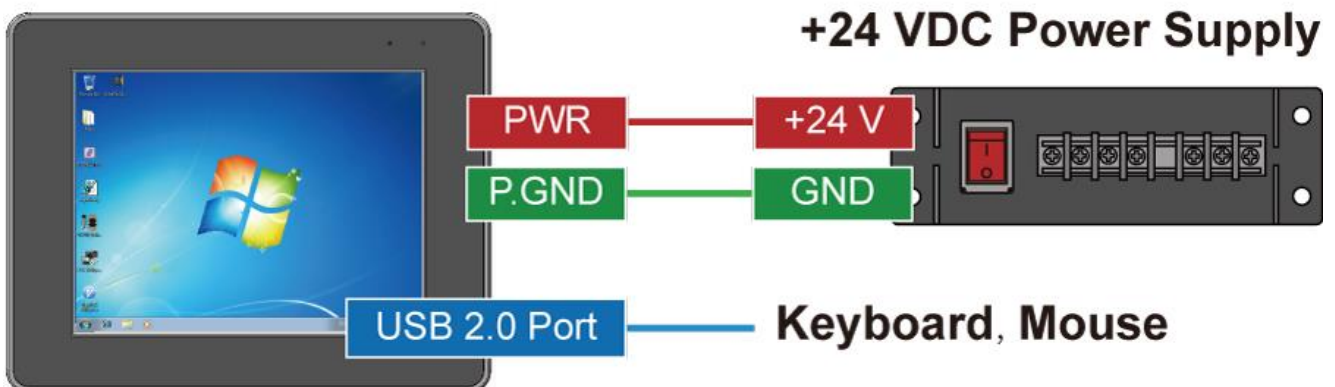 +24 VDC Power Supply
PWR
+24 V
P.GND
GND
USB 2.0 Port
Keyboard, Mouse